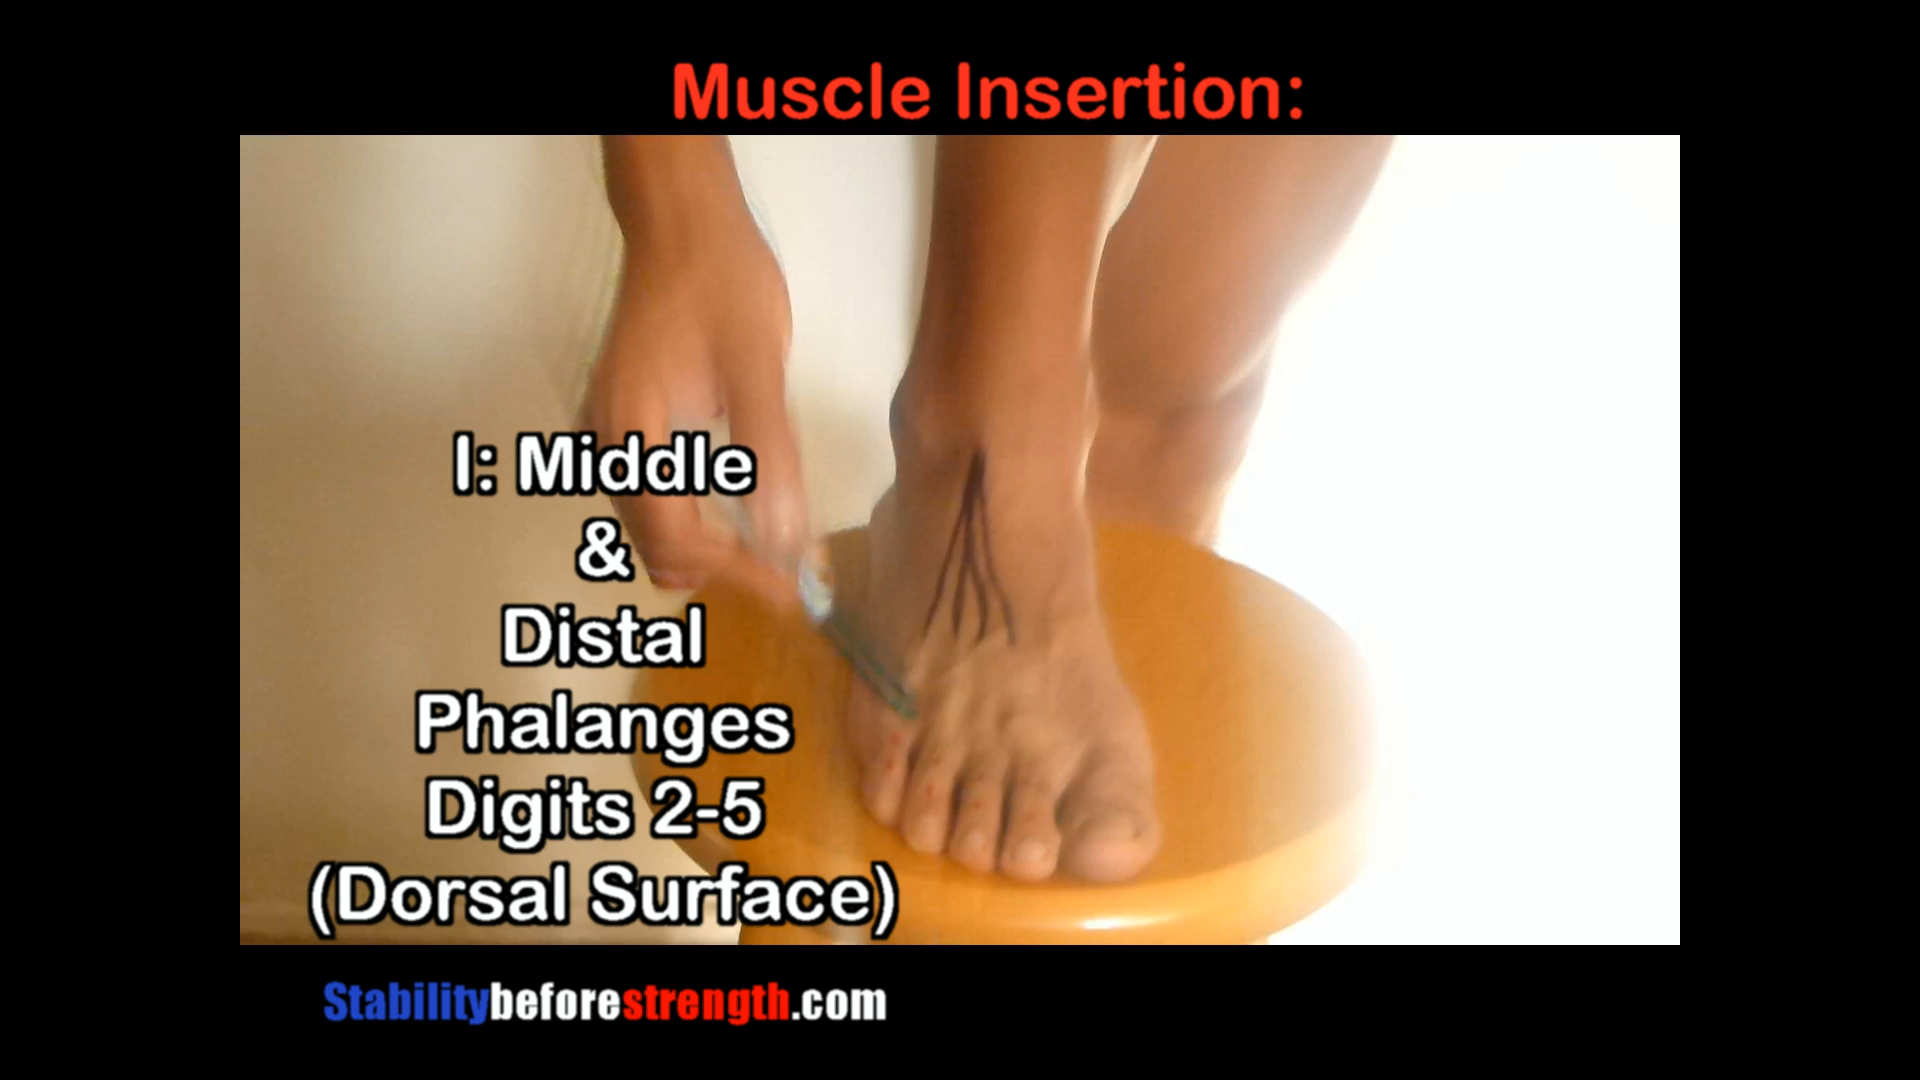 Muscle Insertion:
I: Middle
&
Distal
Phalanges
Digits 2-5
(Dorsal Surface)
Stabilitybeforestrength.com